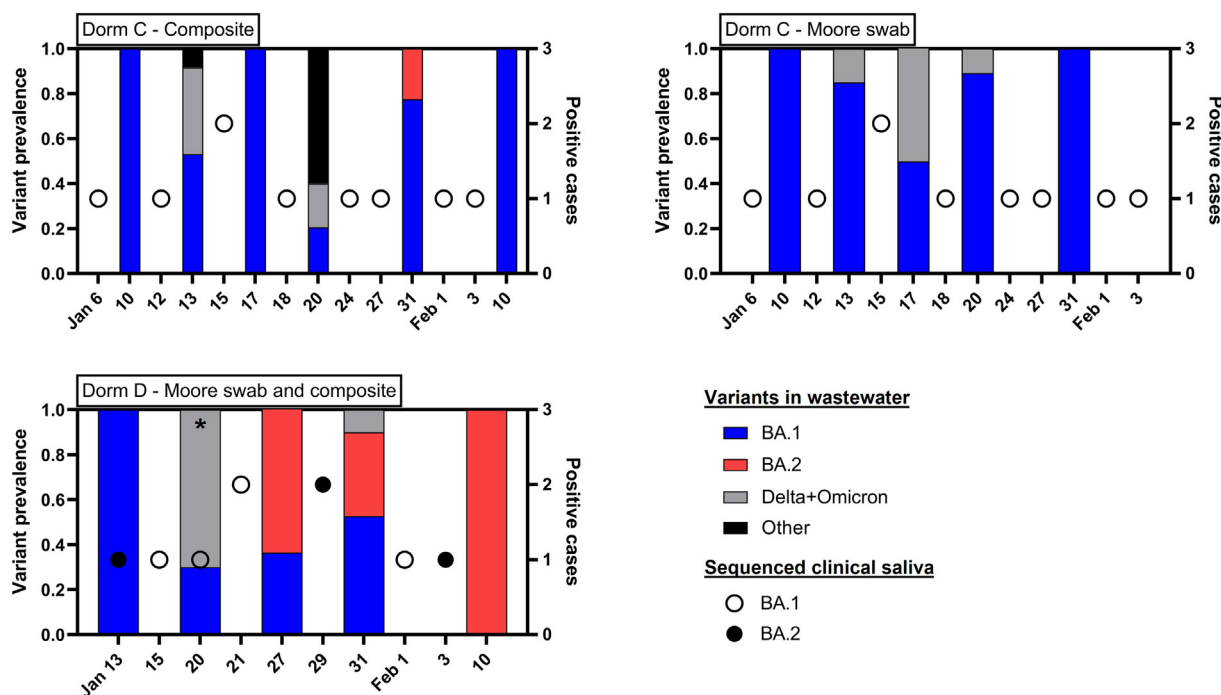 Dorm C - Composite
Variant prevalence
1.0
0.8
0.6
0.4
0.2
0.0
3
2
1
0
Positive cases
Jan 6 10 12 13 15 17 18 20 24 27 31 Feb 1 3 10
Dorm C - Moore swab
Variant prevalence
1.0
0.8
0.6
0.4
0.2
0.0
3
2
1
0
Positive cases
Jan 6 10 12 13 15 17 18 20 24 27 31 Feb 1 3
Dorm D - Moore swab and composite
Variant prevalence
1.0
0.8
0.6
0.4
0.2
0.0
*
3
2
1
0
Positive cases
Jan 13 15 20 21 27 29 31 Feb 1 3 10
Variants in wastewater
BA.1
BA.2
Delta+Omicron
Other
Sequenced clinical saliva
BA.1
BA.2